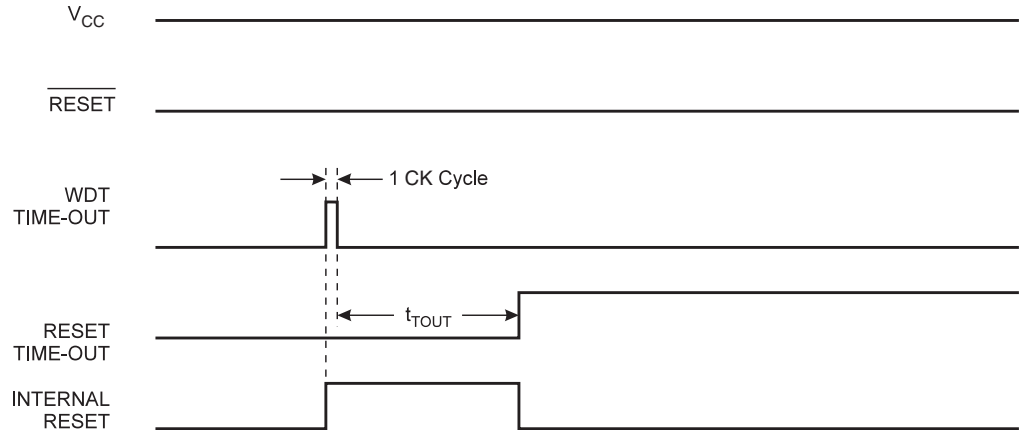 VCC
RESET
1 CK Cycle
WDT
TIME-OUT
tTOUT
RESET
TIME-OUT
INTERNAL
RESET